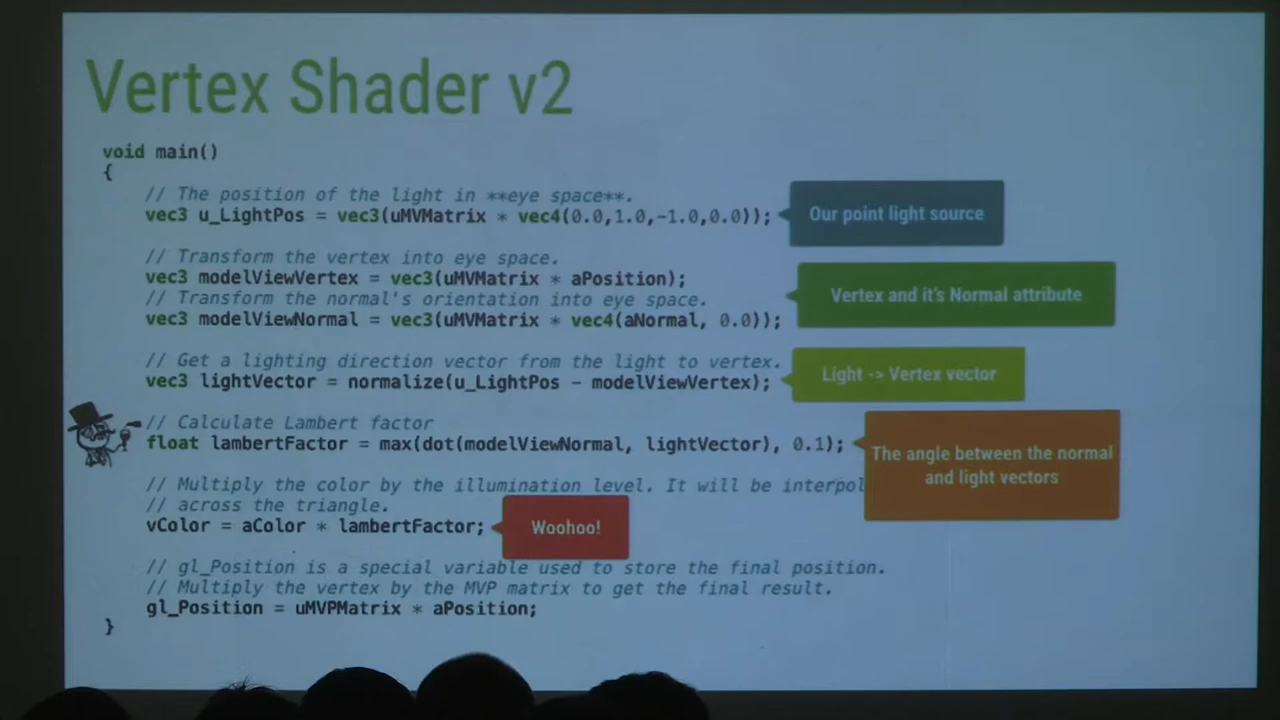 Vertex Shader v2
void main()
{
// The position of the light in **eye space**.
vec3 u_LightPos = vec3(uMVMatrix * vec4(0.0,1.0,-1.0,0.0));
Our point light source
// Transform the vertex into eye space.
vec3 modelViewVertex = vec3(uMVMatrix * aPosition);
// Transform the normal's orientation into eye space.
vec3 modelViewNormal = vec3(uMVMatrix * vec4(aNormal, 0.0));
Vertex and it's Normal attribute
// Get a lighting direction vector from the light to vertex.
vec3 lightVector = normalize(u_LightPos - modelViewVertex);
Light -> Vertex vector
// Calculate Lambert factor
float lambertFactor = max(dot(modelViewNormal, lightVector), 0.1);
The angle between the normal
and light vectors
// Multiply the color by the illumination level. It will be interpol
// across the triangle.
vColor = aColor * lambertFactor;
Woohoo!
// gl_Position is a special variable used to store the final position.
// Multiply the vertex by the MVP matrix to get the final result.
gl_Position = uMVPMatrix * aPosition;
}